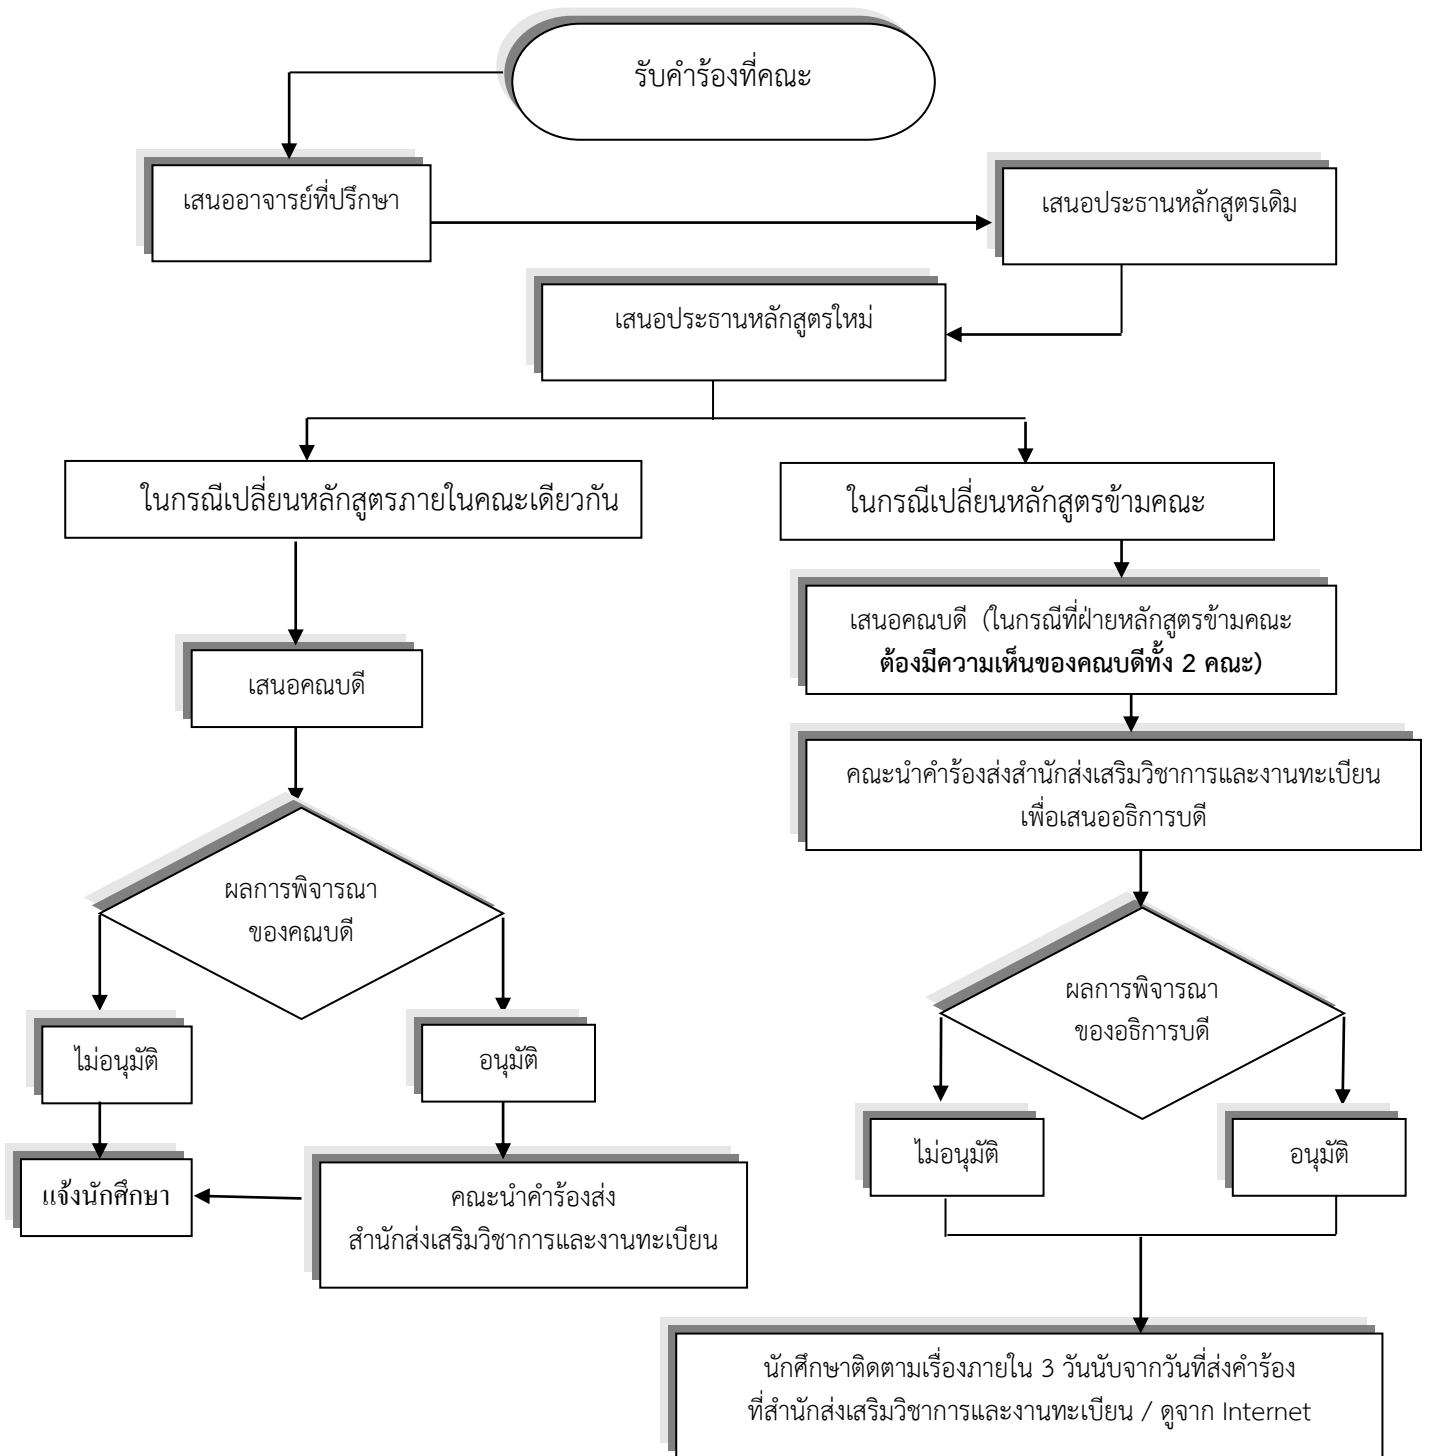 รับคำร้องที่คณะ
เสนออาจารย์ที่ปรึกษา
เสนอประธานหลักสูตรเดิม
เสนอประธานหลักสูตรใหม่
ในกรณีเปลี่ยนหลักสูตรภายในคณะเดียวกัน
ในกรณีเปลี่ยนหลักสูตรข้ามคณะ
เสนอคณบดี (ในกรณีที่ฝ่ายหลักสูตรข้ามคณะ
ต้องมีความเห็นของคณบดีทั้ง 2 คณะ)
เสนอคณบดี
คณะนำคำร้องส่งสำนักส่งเสริมวิชาการและงานทะเบียน
เพื่อเสนออธิการบดี
ผลการพิจารณา
ของคณบดี
ผลการพิจารณา
ของอธิการบดี
ไม่อนุมัติ
อนุมัติ
ไม่อนุมัติ
อนุมัติ
แจ้งนักศึกษา
คณะนำคำร้องส่ง
สำนักส่งเสริมวิชาการและงานทะเบียน
นักศึกษาติดตามเรื่องภายใน 3 วันนับจากวันที่ส่งคำร้อง
ที่สำนักส่งเสริมวิชาการและงานทะเบียน / ดูจาก Internet